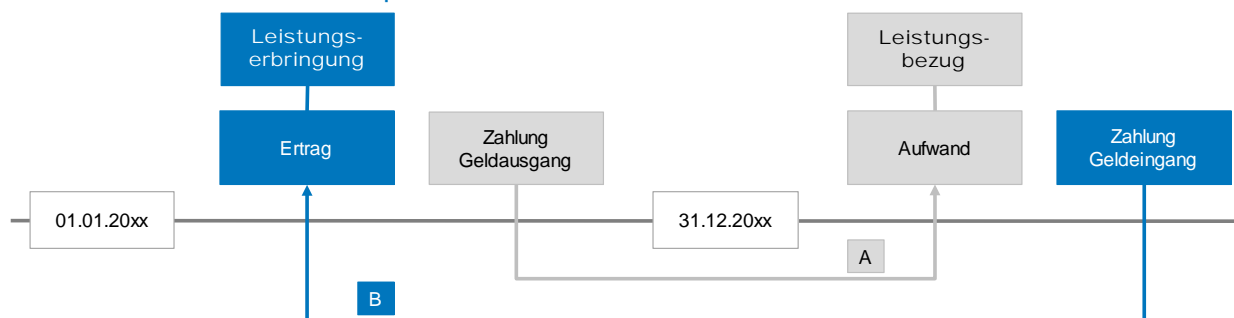 Leistungs-
erbringung
Leistungs-
bezug
Ertrag
Zahlung
Geldausgang
Aufwand
Zahlung
Geldeingang
01.01.20xx
31.12.20xx
A
B